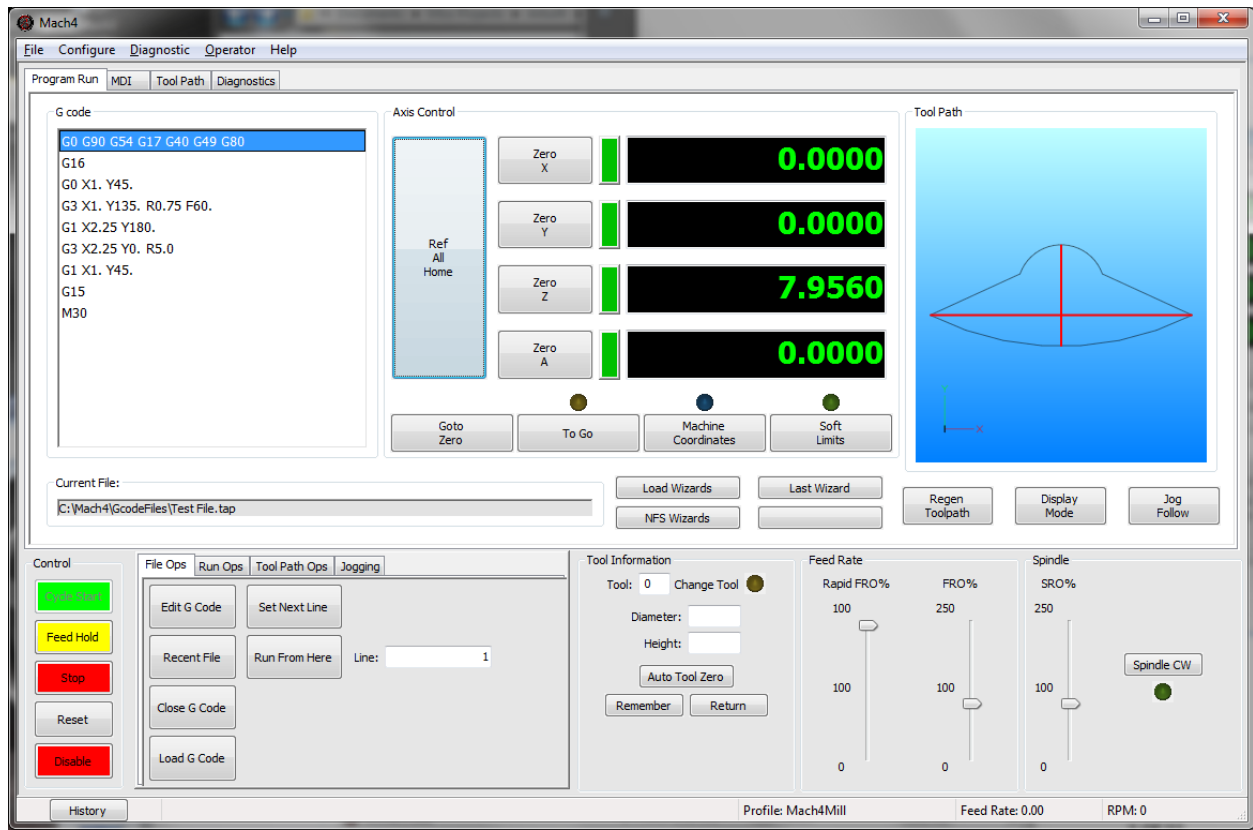 Mach4
File Configure Diagnostic Operator Help
Program Run MDI Tool Path Diagnostics
G code
G0 G90 G54 G17 G40 G49 G80
G16
G0 X1. Y45.
G3 X1. Y135. R0.75 F60.
G1 X2.25 Y180.
G3 X2.25 Y0. R5.0
G1 X1. Y45.
G15
M30
Axis Control
Ref
All
Home
Zero
X
0.0000
Zero
Y
0.0000
Zero
Z
7.9560
Zero
A
0.0000
Goto
Zero
To Go
Machine
Coordinates
Soft
Limits
Tool Path
Y
X
Current File:
C:\Mach4\GcodeFiles\Test File.tap
Load Wizards
Last Wizard
NFS Wizards
Regen
Toolpath
Display
Mode
Jog
Follow
Control
Cycle Start
Feed Hold
Stop
Reset
Disable
File Ops Run Ops Tool Path Ops Jogging
Edit G Code
Set Next Line
Recent File
Run From Here
Line: 1
Close G Code
Load G Code
Tool Information
Tool: 0 Change Tool
Diameter:
Height:
Auto Tool Zero
Remember
Return
Feed Rate
Rapid FRO% FRO%
100 250
100 100
0 0
Spindle
SRO%
250
100
0
Spindle CW
History
Profile: Mach4Mill
Feed Rate: 0.00
RPM: 0